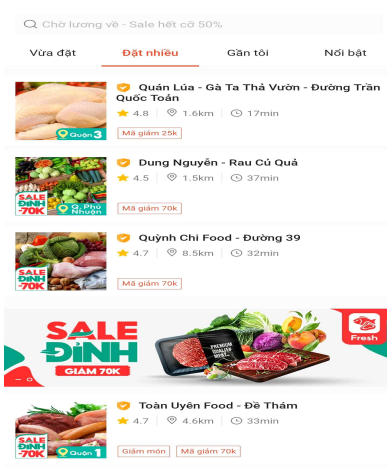 Chờ lương về - Sale hết cỡ 50%
Vừa đặt
Đặt nhiều
Gần tôi
Nổi bật
Quán Lúa - Gà Ta Thả Vườn - Đường Trần
Quốc Toản
4.8
1.6km
17min
Mã giảm 25k
Quận 3
Dung Nguyễn - Rau Củ Quả
4.5
1.5km
37min
Mã giảm 70k
SALE
ĐỈNH
-70K
Q. Phú
Nhuận
Quỳnh Chi Food - Đường 39
4.7
8.5km
32min
Mã giảm 70k
SALE
ĐỈNH
-70K
SALE
ĐỈNH
GIẢM 70K
PREMIUM
QUALITY
MEAT
Fresh
Toàn Uyên Food - Đề Thám
4.7
4.6km
33min
Giảm món
Mã giảm 70k
SALE
ĐỈNH
-70K
Quận 1